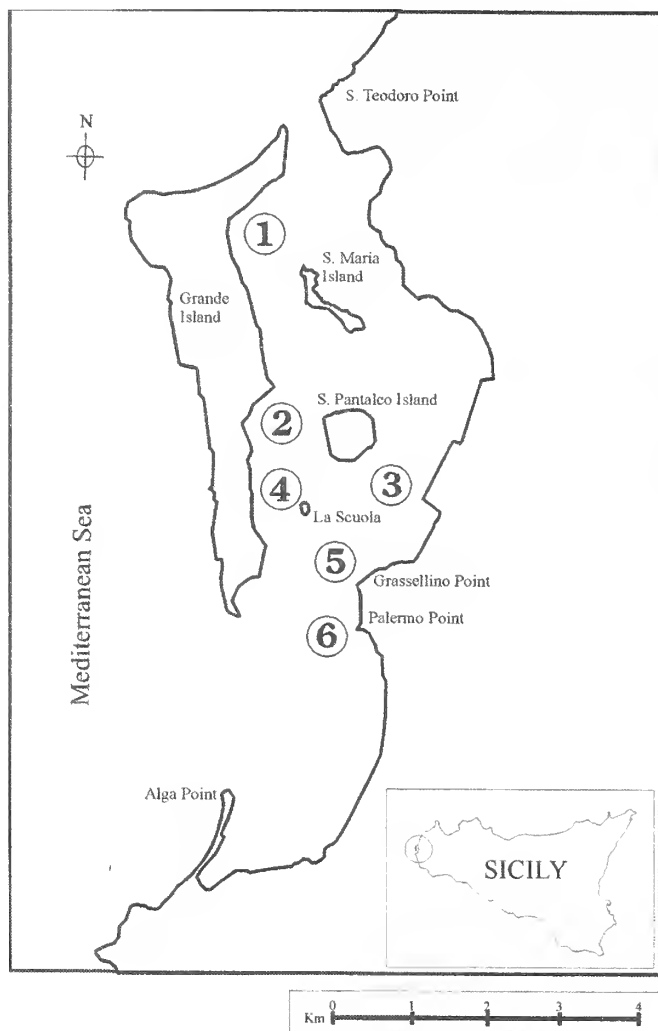 S. Teodoro Point
N
1
S. Maria
Island
Grande
Island
S. Pantaleo Island
2
3
4
La Scuola
5
Grassellino Point
Palermo Point
6
Mediterranean Sea
Alga Point
SICILY
Km
0 1 2 3 4